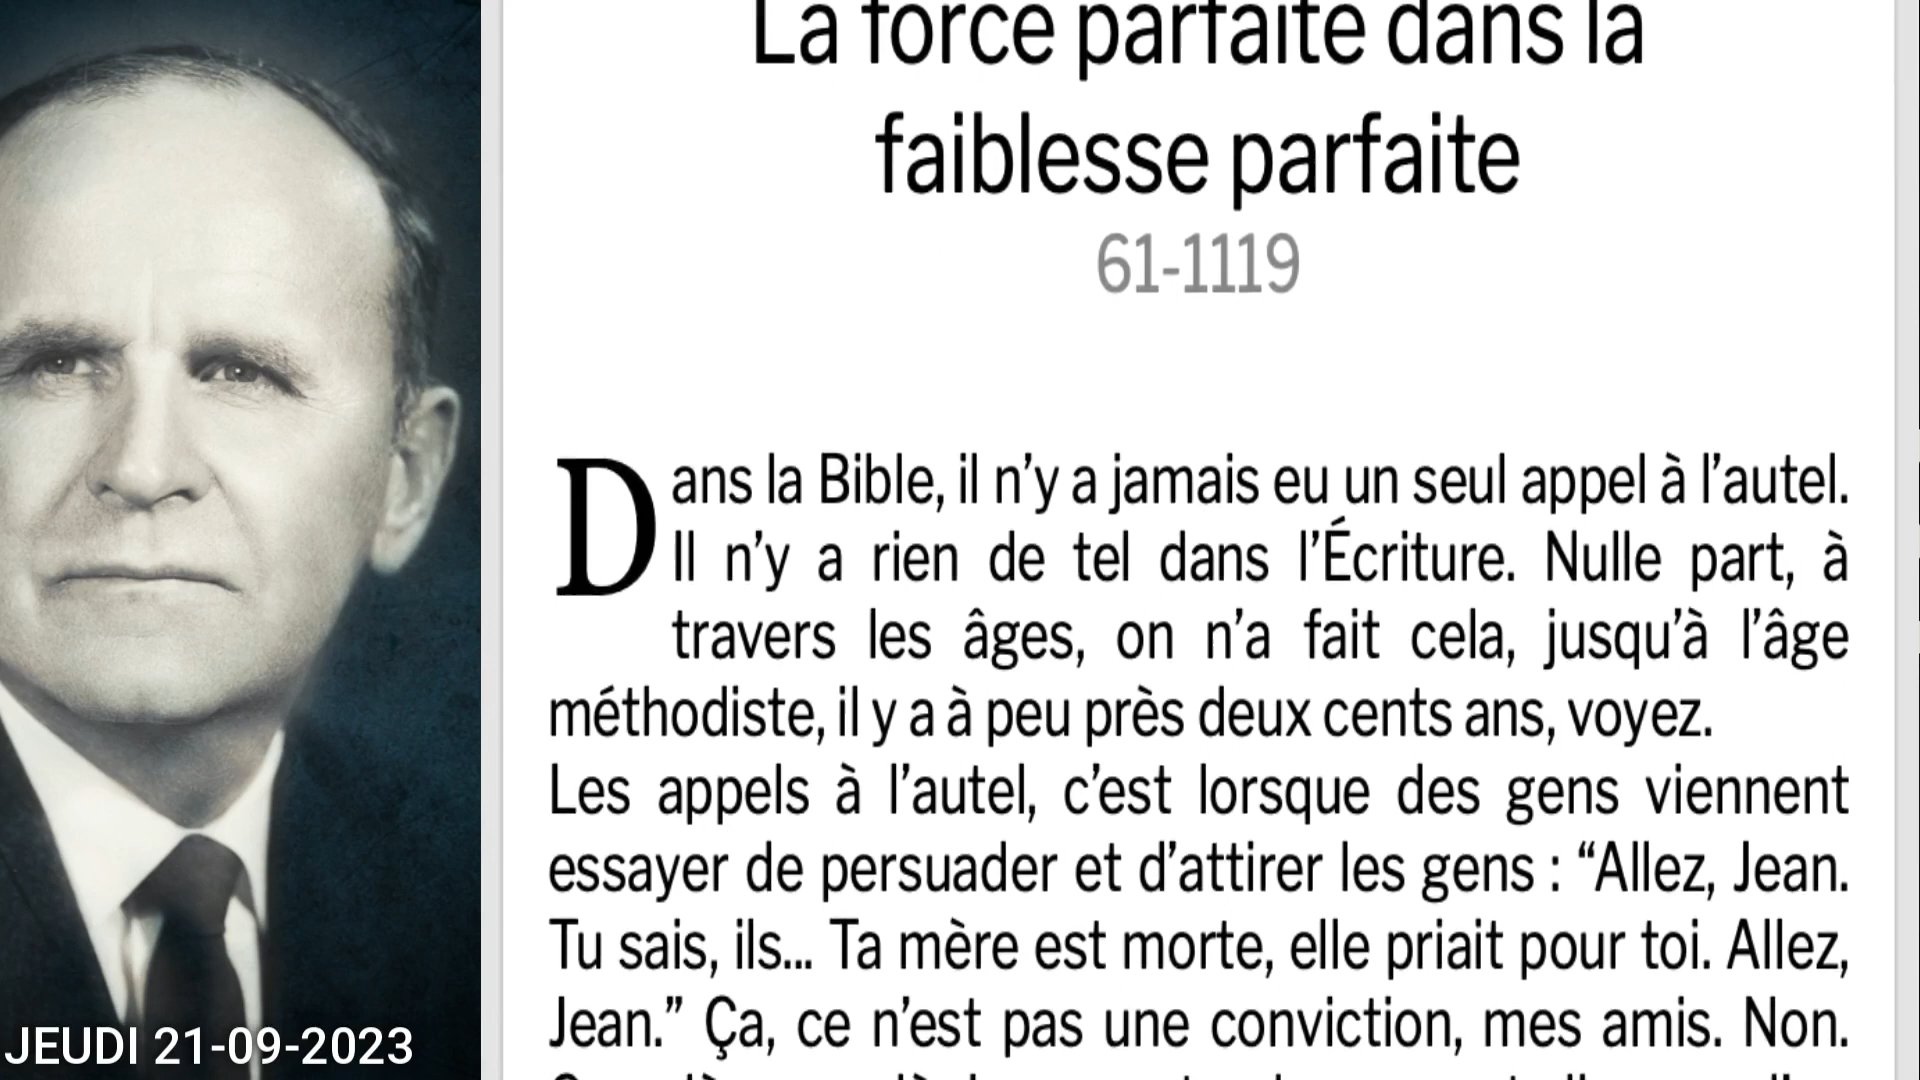 La force parfaite dans la
faiblesse parfaite
61-1119
Dans la Bible, il n’y a jamais eu un seul appel à l’autel.
Il n’y a rien de tel dans l’Écriture. Nulle part, à
travers les âges, on n’a fait cela, jusqu’à l’âge
méthodiste, il y a à peu près deux cents ans, voyez.
Les appels à l’autel, c’est lorsque des gens viennent
essayer de persuader et d’attirer les gens : “Allez, Jean.
Tu sais, ils... Ta mère est morte, elle priait pour toi. Allez,
Jean.” Ça, ce n’est pas une conviction, mes amis. Non.
JEUDI 21-09-2023